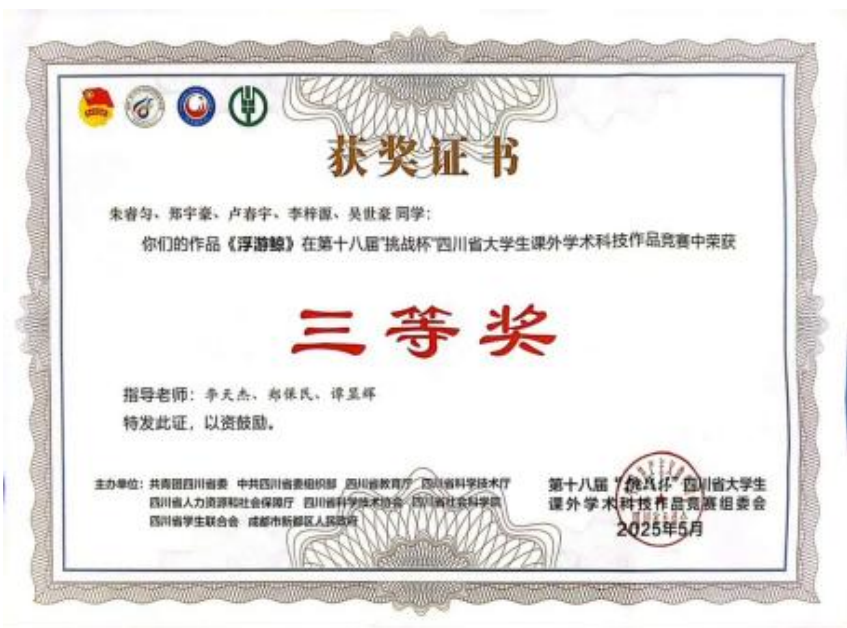 获奖证书
朱睿匀、郑宇豪、卢春宇、李梓源、吴世豪 同学：
你们的作品《浮游鲸》在第十八届"挑战杯"四川省大学生课外学术科技作品竞赛中荣获
三等奖
指导老师：李天杰、郑保民、谭显辉
特发此证，以资鼓励。
主办单位：共青团四川省委 中共四川省委组织部 四川省教育厅 四川省科学技术厅
四川省人力资源和社会保障厅 四川省科学技术协会 四川省社会科学院
四川省学生联合会 成都市新都区人民政府
第十八届"挑战杯"四川省大学生
课外学术科技作品竞赛组委会
2025年5月